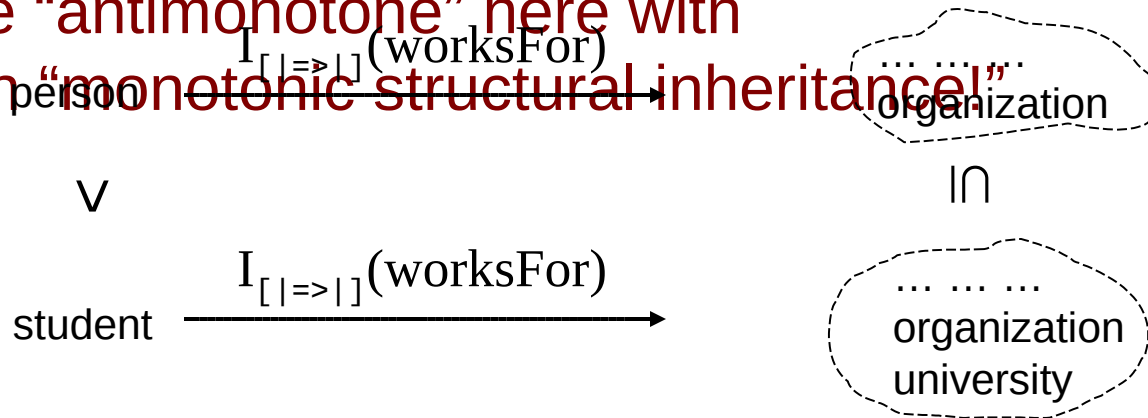 e “antimonotone” here with
I[|=>|](worksFor)
… … …
n “monotonic structural inheritance!”
person
organization
∨
|∩
I[|=>|](worksFor)
… … …
student
organization
university